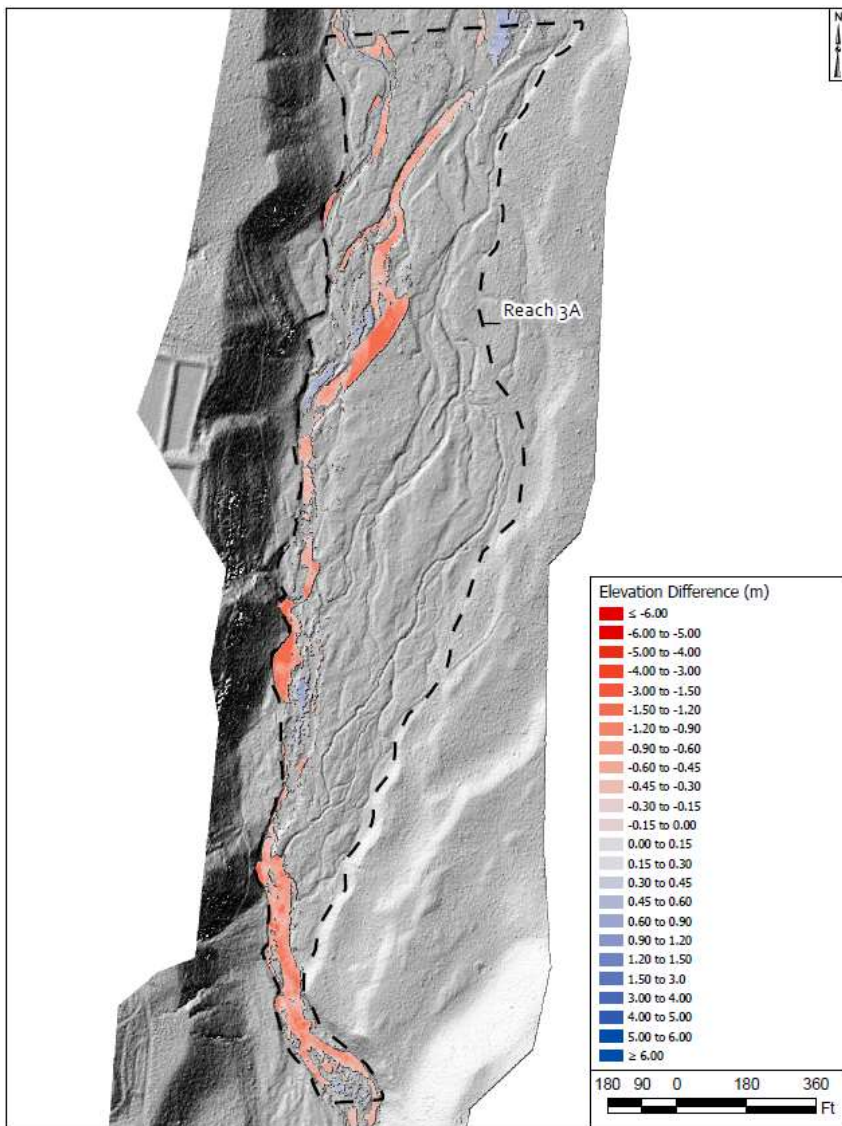 N
Reach 3A
Elevation Difference (m)
≤ -6.00
-6.00 to -5.00
-5.00 to -4.00
-4.00 to -3.00
-3.00 to -1.50
-1.50 to -1.20
-1.20 to -0.90
-0.90 to -0.60
-0.60 to -0.45
-0.45 to -0.30
-0.30 to -0.15
-0.15 to 0.00
0.00 to 0.15
0.15 to 0.30
0.30 to 0.45
0.45 to 0.60
0.60 to 0.90
0.90 to 1.20
1.20 to 1.50
1.50 to 3.0
3.00 to 4.00
4.00 to 5.00
5.00 to 6.00
≥ 6.00
180 90 0 180 360
Ft